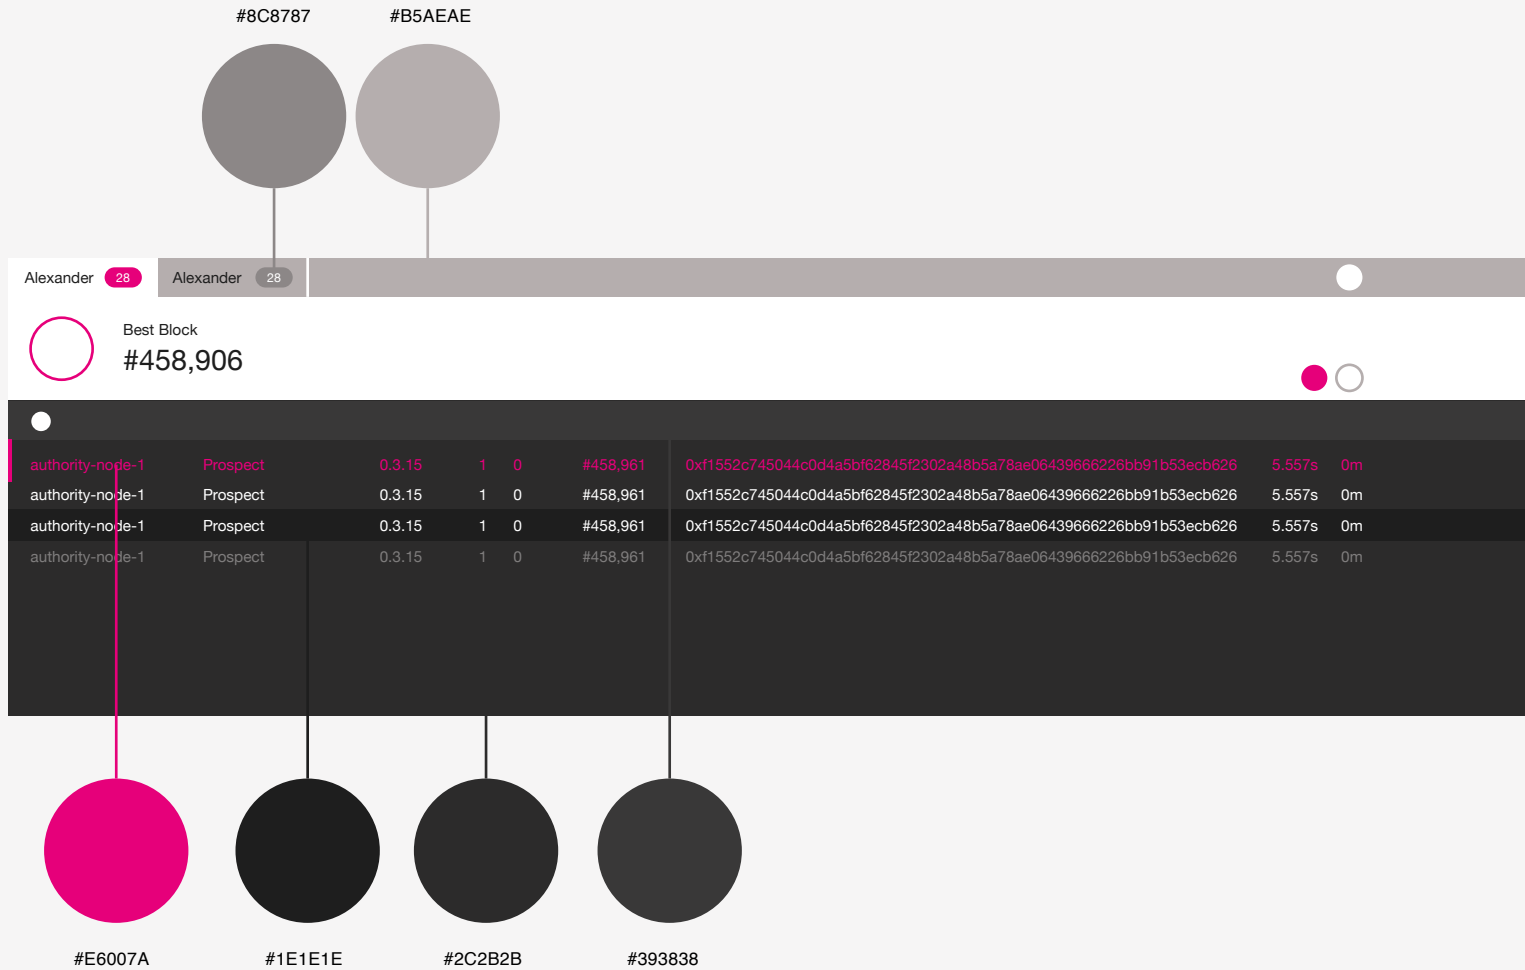 #8C8787 #B5AEAE
Alexander 28 Alexander 28
Best Block
#458,906
authority-node-1 Prospect 0.3.15 1 0 #458,961 0xf1552c745044c0d4a5bf62845f2302a48b5a78ae06439666226bb91b53ecb626 5.557s 0m
authority-node-1 Prospect 0.3.15 1 0 #458,961 0xf1552c745044c0d4a5bf62845f2302a48b5a78ae06439666226bb91b53ecb626 5.557s 0m
authority-node-1 Prospect 0.3.15 1 0 #458,961 0xf1552c745044c0d4a5bf62845f2302a48b5a78ae06439666226bb91b53ecb626 5.557s 0m
authority-node-1 Prospect 0.3.15 1 0 #458,961 0xf1552c745044c0d4a5bf62845f2302a48b5a78ae06439666226bb91b53ecb626 5.557s 0m
#E6007A #1E1E1E #2C2B2B #393838